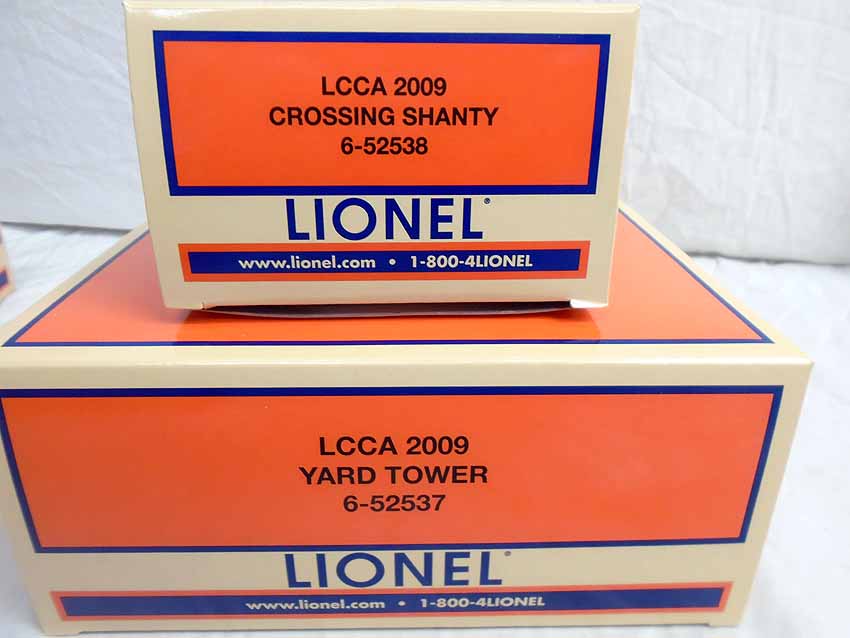 LCCA 2009
CROSSING SHANTY
6-52538
LIONEL®
www.lionel.com • 1-800-4LIONEL
LCCA 2009
YARD TOWER
6-52537
LIONEL®
www.lionel.com • 1-800-4LIONEL